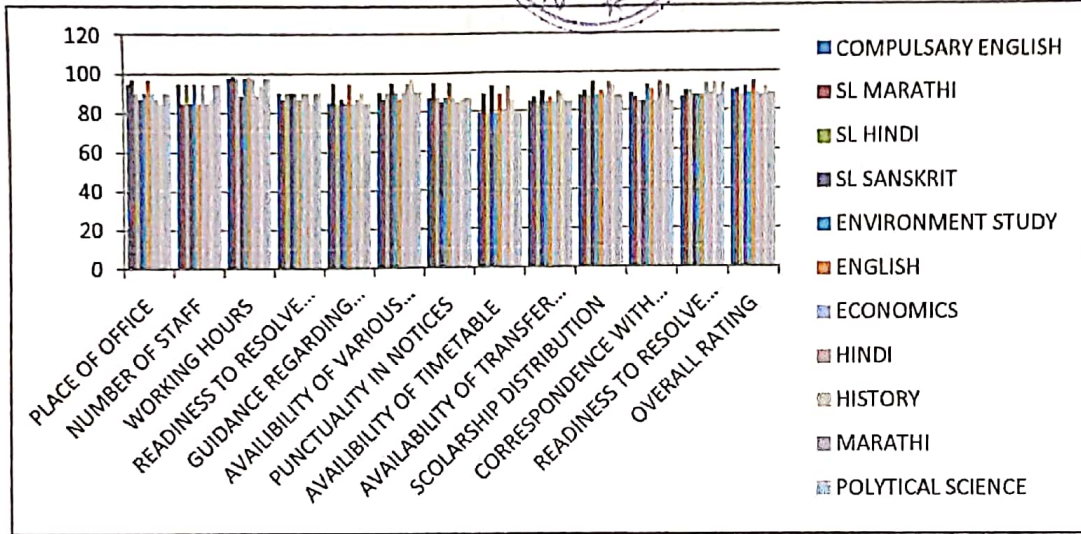 120
100
80
60
40
20
0
PLACE OF OFFICE
NUMBER OF STAFF
WORKING HOURS
READINESS TO RESOLVE...
GUIDANCE REGARDING...
AVAILIBILITY OF VARIOUS...
PUNCTUALITY IN NOTICES
AVAILIBILITY OF TIMETABLE
AVAILABILITY OF TRANSFER...
SCOLARSHIP DISTRIBUTION
CORRESPONDENCE WITH...
READINESS TO RESOLVE...
OVERALL RATING
COMPULSARY ENGLISH
SL MARATHI
SL HINDI
SL SANSKRIT
ENVIRONMENT STUDY
ENGLISH
ECONOMICS
HINDI
HISTORY
MARATHI
POLYTICAL SCIENCE